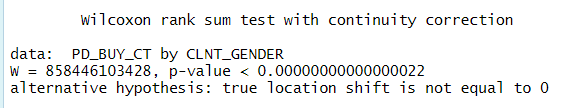 Wilcoxon rank sum test with continuity correction
data:  PD_BUY_CT by CLNT_GENDER
W = 858446103428, p-value < 0.00000000000000022
alternative hypothesis: true location shift is not equal to 0